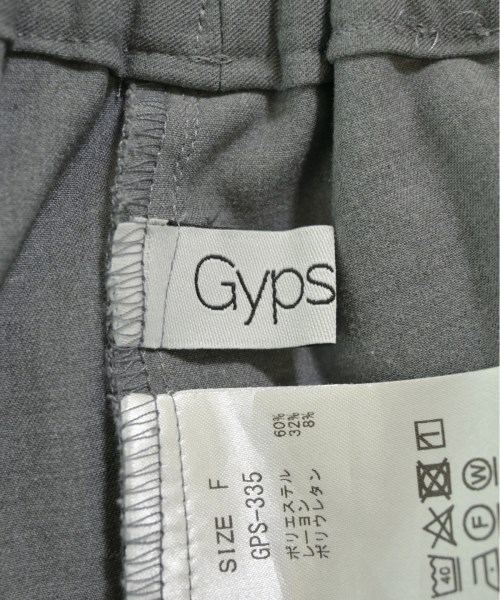 Gyps
SIZE F
GPS-335
ポリエステル 60%
レーヨン 32%
ポリウレタン 8%
40
W